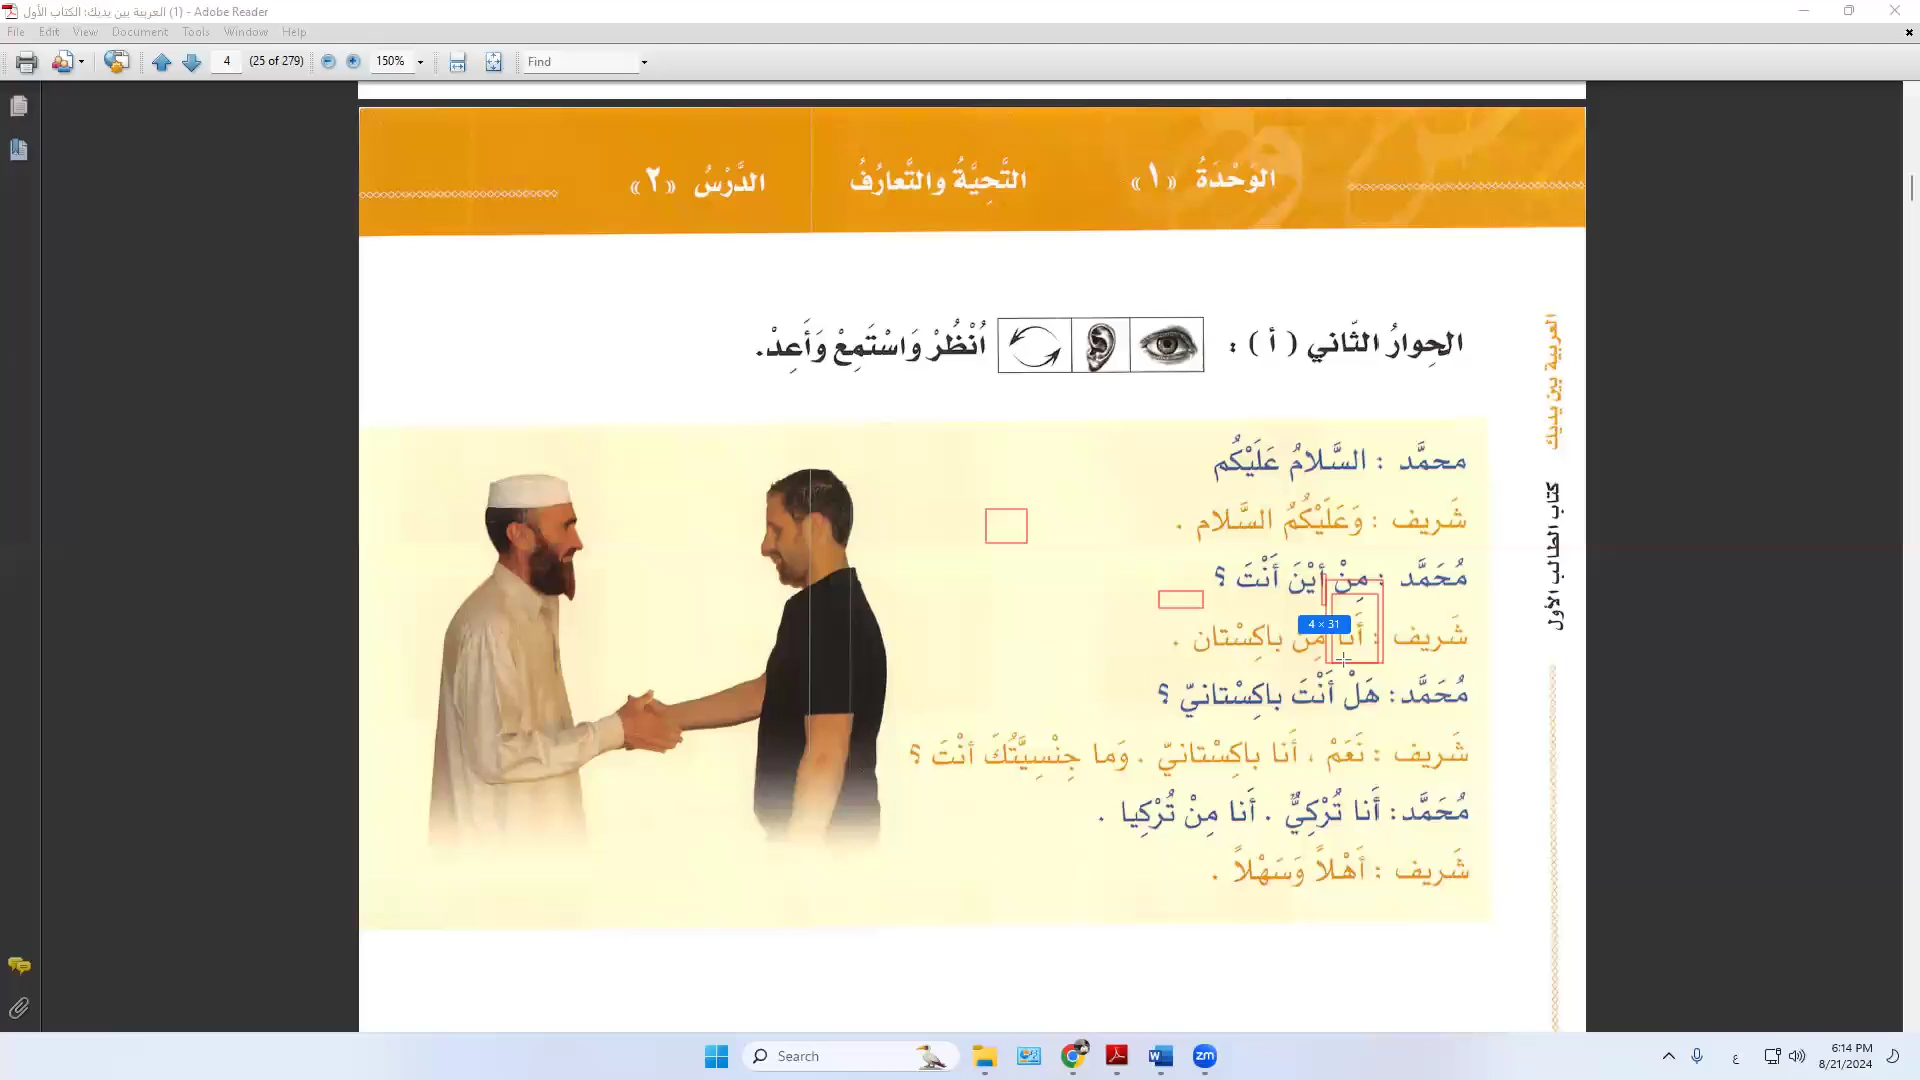 العربية بين يديك: الكتاب الأول (1) - Adobe Reader
File Edit View Document Tools Window Help
4 (25 of 279) 150% Find
الوَحْدَةُ «١» التَّحِيَّةُ والتَّعارُفُ الدَّرْسُ «٢»
الحِوارُ الثّاني ( أ ) : اُنْظُرْ وَاسْتَمِعْ وَأَعِدْ.
محمَّد : السَّلامُ عَلَيْكُم
شَريف : وَعَلَيْكُمُ السَّلام .
مُحَمَّد : مِنْ أَيْنَ أَنْتَ ؟
شَريف : أَنا مِن باكِسْتان .
مُحَمَّد: هَلْ أَنْتَ باكِسْتانيّ ؟
شَريف : نَعَمْ ، أَنا باكِسْتانيّ . وَما جِنْسِيَّتُكَ أنْتَ ؟
مُحَمَّد: أَنا تُرْكِيٌّ . أَنا مِنْ تُرْكِيا .
شَريف : أَهْلاً وَسَهْلاً .
العربية بين يديك
كتاب الطالب الأول
4 × 31
Search
zm
W
ع
6:14 PM
8/21/2024